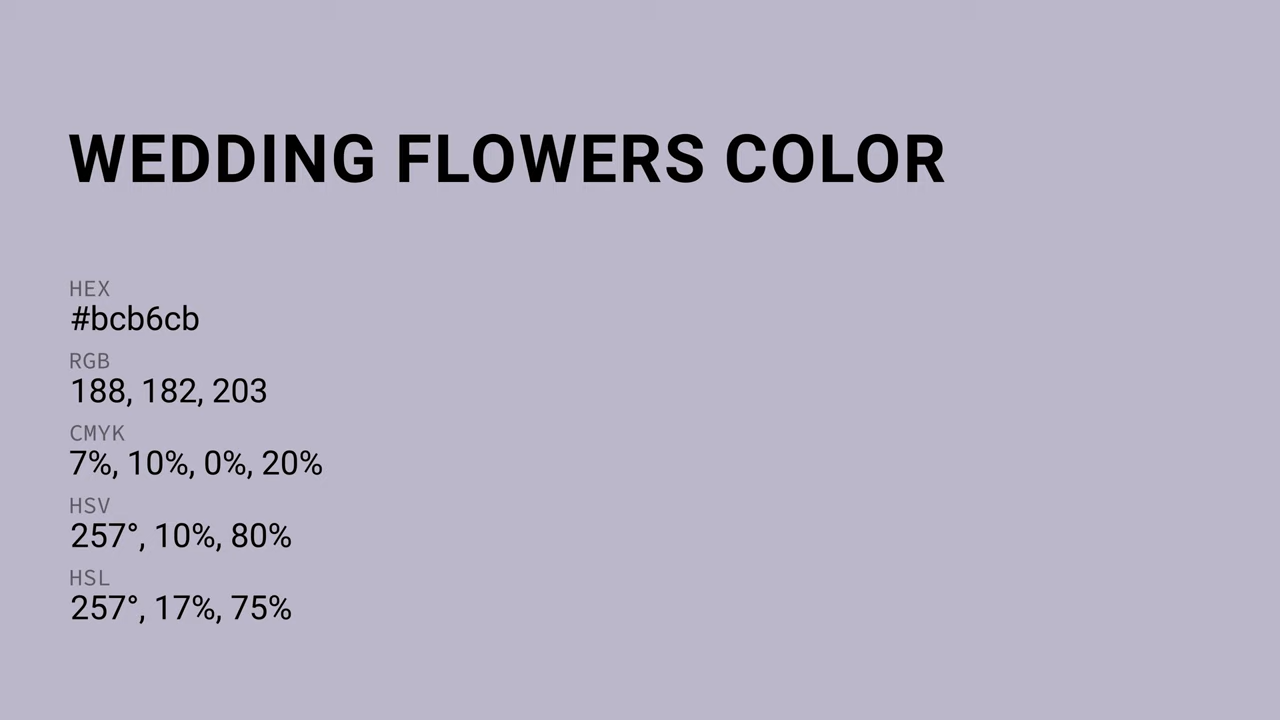 WEDDING FLOWERS COLOR
HEX
#bcb6cb
RGB
188, 182, 203
CMYK
7%, 10%, 0%, 20%
HSV
257°, 10%, 80%
HSL
257°, 17%, 75%